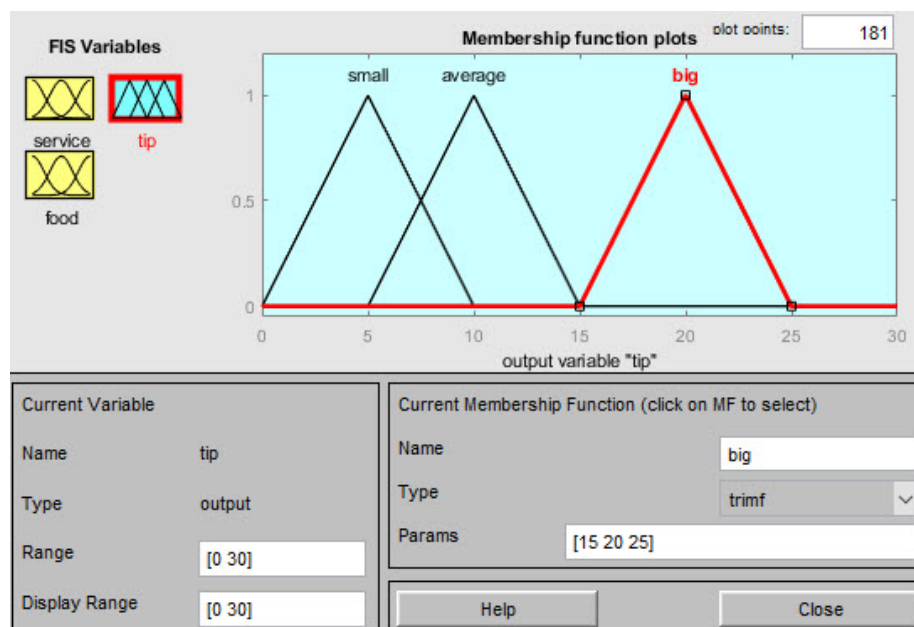 FIS Variables
service
tip
food
Membership function plots
plot points:
181
small
average
big
1
0.5
0
0
5
10
15
20
25
30
output variable "tip"
Current Variable
Name
tip
Type
output
Range
[0 30]
Display Range
[0 30]
Current Membership Function (click on MF to select)
Name
big
Type
trimf
Params
[15 20 25]
Help
Close